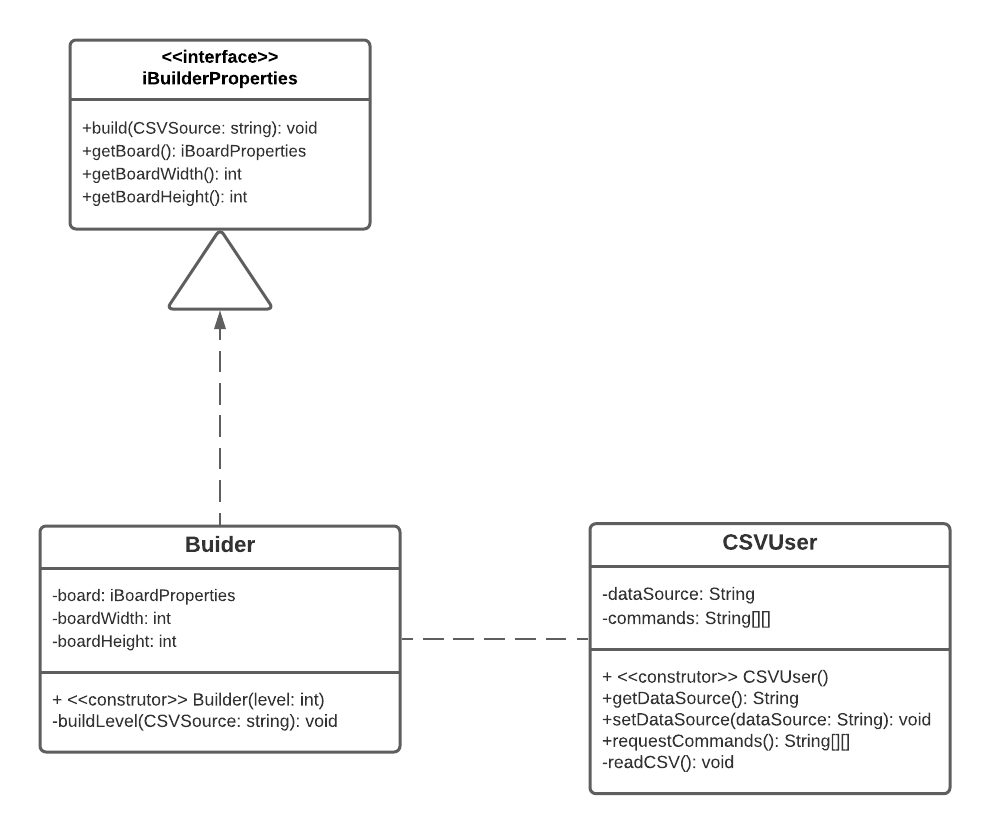 <<interface>>
iBuilderProperties
+build(CSVSource: string): void
+getBoard(): iBoardProperties
+getBoardWidth(): int
+getBoardHeight(): int
Buider
-board: iBoardProperties
-boardWidth: int
-boardHeight: int
+ <<construtor>> Builder(level: int)
-buildLevel(CSVSource: string): void
CSVUser
-dataSource: String
-commands: String[][]
+ <<construtor>> CSVUser()
+getDataSource(): String
+setDataSource(dataSource: String): void
+requestCommands(): String[][]
-readCSV(): void